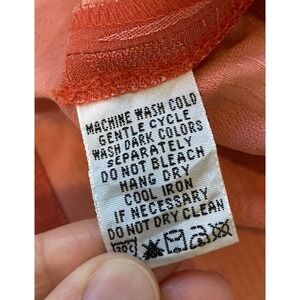 MACHINE WASH COLD
GENTLE CYCLE
WASH DARK COLORS
SEPARATELY
DO NOT BLEACH
HANG DRY
COOL IRON
IF NECESSARY
DO NOT DRY CLEAN
30C